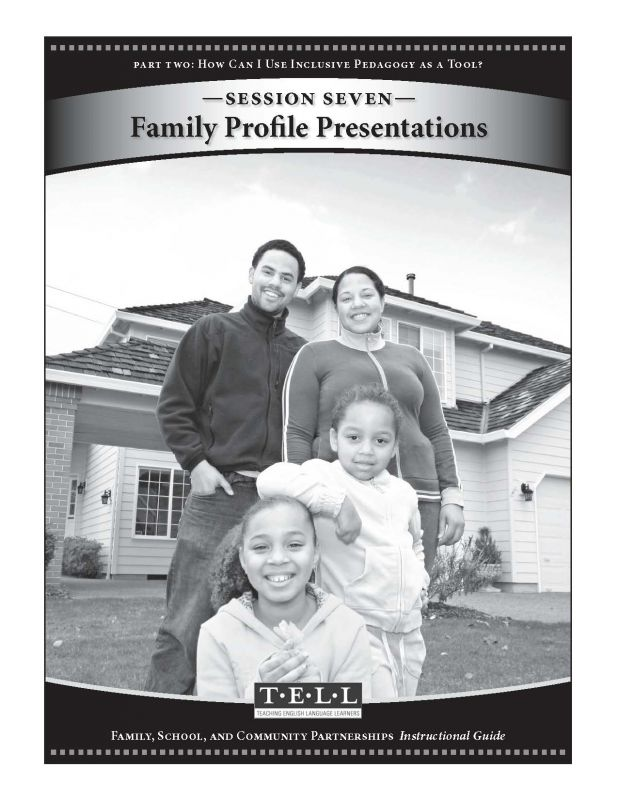 PART TWO: HOW CAN I USE INCLUSIVE PEDAGOGY AS A TOOL?
—SESSION SEVEN—
Family Profile Presentations
T·E·L·L
TEACHING ENGLISH LANGUAGE LEARNERS
FAMILY, SCHOOL, AND COMMUNITY PARTNERSHIPS Instructional Guide